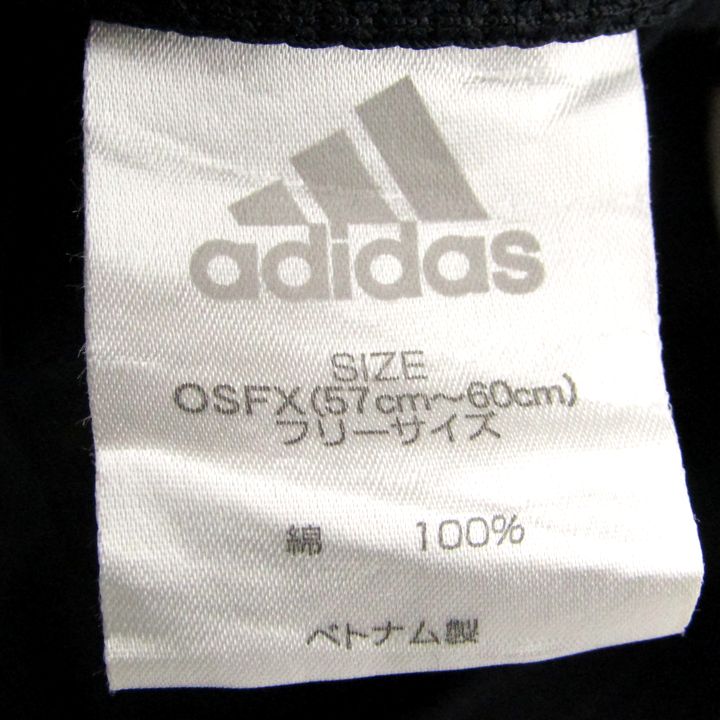 adidas
SIZE
OSFX(57cm~60cm)
フリーサイズ
綿 100%
ベトナム製